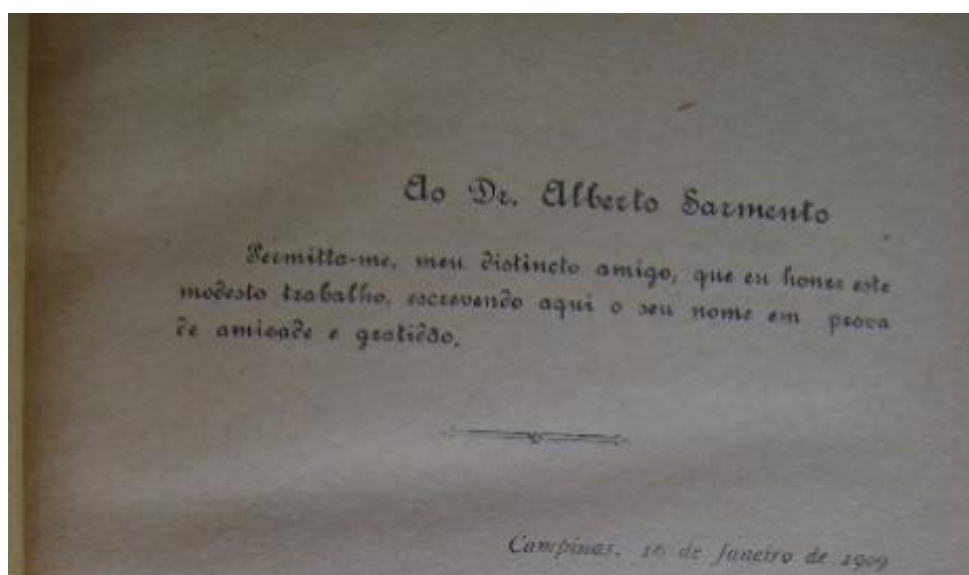 Ao Dr. Alberto Sarmento
Permitta-me, meu distincto amigo, que eu honre este
modesto trabalho, escrevendo aqui o seu nome em prova
de amisade e gratidão.
Campinas, 16 de Janeiro de 1909